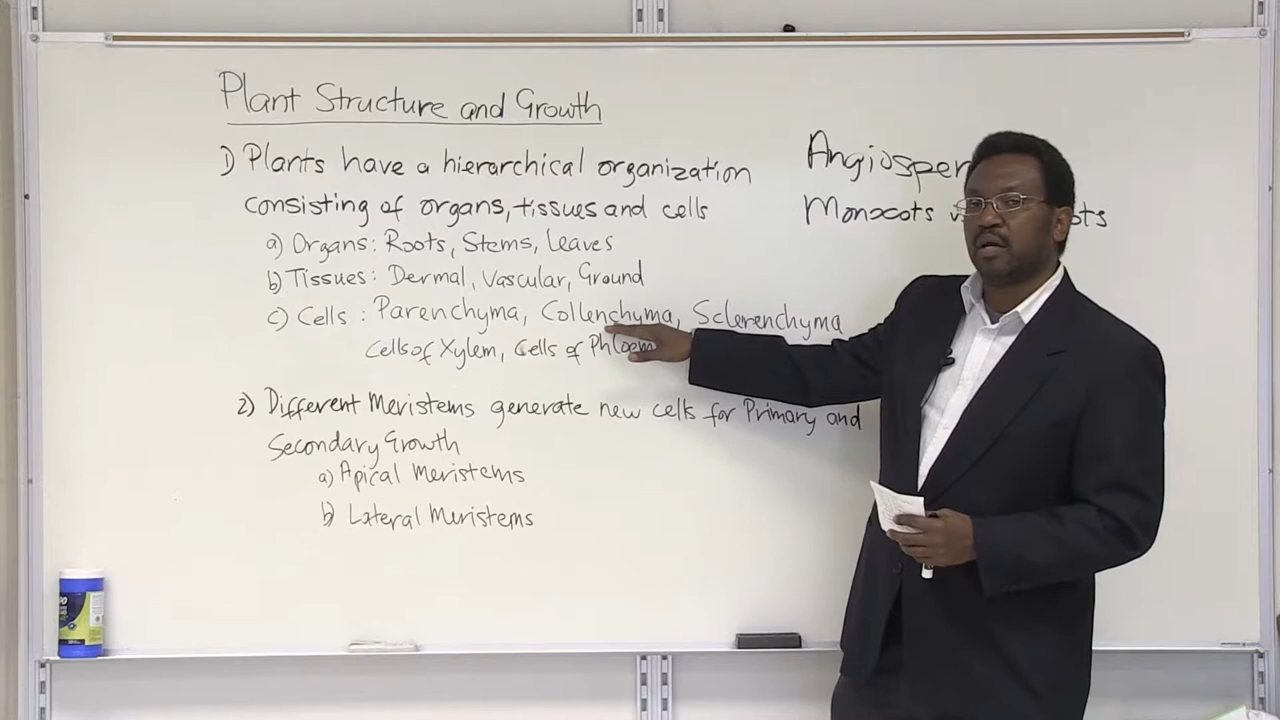 Plant Structure and Growth
1) Plants have a hierarchical organization
consisting of organs, tissues and cells
a) Organs: Roots, Stems, Leaves
b) Tissues: Dermal, Vascular, Ground
c) Cells: Parenchyma, Collenchyma, Sclerenchyma
Cells of Xylem, Cells of Phloem
2) Different Meristems generate new cells for Primary and
Secondary Growth
a) Apical Meristems
b) Lateral Meristems
Angiosper
Monocots